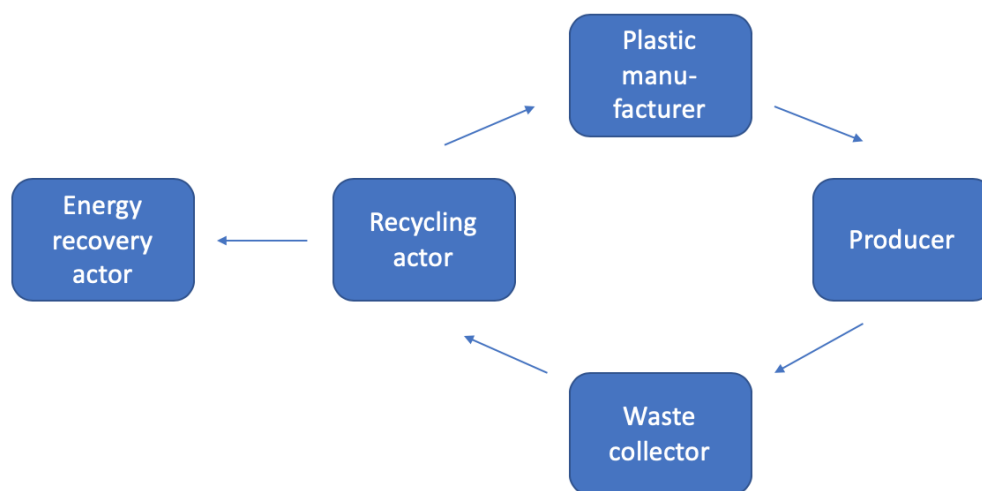 Plastic
manu-
facturer
Energy
recovery
actor
Recycling
actor
Producer
Waste
collector